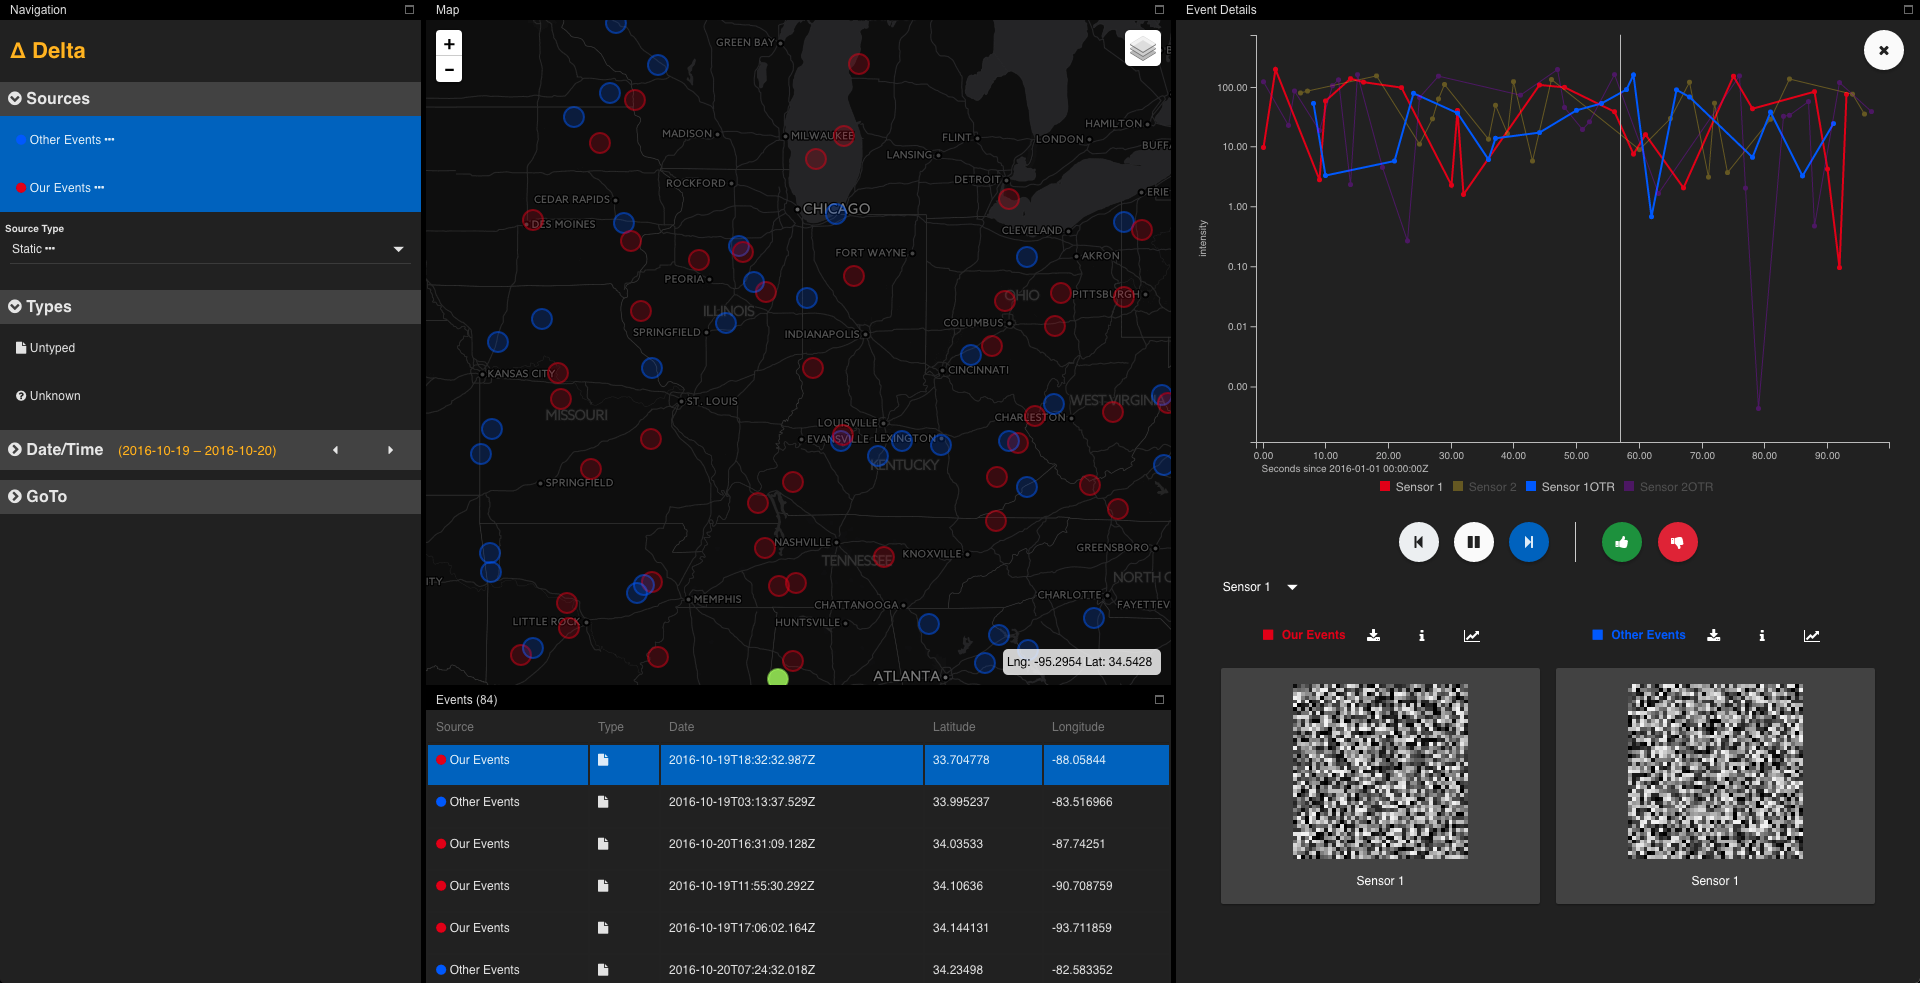 Navigation
Δ Delta
Sources
Other Events •••
Our Events •••
Source Type
Static •••
Types
Untyped
Unknown
Date/Time (2016-10-19 – 2016-10-20)
GoTo
Map
+
−
GREEN BAY
MADISON
MILWAUKEE
FLINT
HAMILTON
LONDON
BUFF
LANSING
ROCKFORD
DETROIT
ERIE
CEDAR RAPIDS
CHICAGO
DES MOINES
CLEVELAND
FORT WAYNE
AKRON
PEORIA
OHIO
PITTSBURGH
ILLINOIS
SPRINGFIELD
INDIANAPOLIS
COLUMBUS
KANSAS CITY
CINCINNATI
ST. LOUIS
WEST VIRGINIA
MISSOURI
CHARLESTON
LOUISVILLE
EVANSVILLE
LEXINGTON
KENTUCKY
SPRINGFIELD
NASHVILLE
KNOXVILLE
GREENSBORO
TENNESSEE
ITY
NORTH C
MEMPHIS
CHATTANOOGA
CHARLOTTE
FAYETTEV
LITTLE ROCK
HUNTSVILLE
ATLANTA
Lng: -95.2954 Lat: 34.5428
Events (84)
Source Type Date Latitude Longitude
Our Events 2016-10-19T18:32:32.987Z 33.704778 -88.05844
Other Events 2016-10-19T03:13:37.529Z 33.995237 -83.516966
Our Events 2016-10-20T16:31:09.128Z 34.03533 -87.74251
Our Events 2016-10-19T11:55:30.292Z 34.10636 -90.708759
Our Events 2016-10-19T17:06:02.164Z 34.144131 -93.711859
Other Events 2016-10-20T07:24:32.018Z 34.23498 -82.583352
Event Details
100.00
10.00
1.00
0.10
0.01
0.00
intensity
0.00 10.00 20.00 30.00 40.00 50.00 60.00 70.00 80.00 90.00
Seconds since 2016-01-01 00:00:00Z
Sensor 1 Sensor 2 Sensor 1OTR Sensor 2OTR
Sensor 1
Our Events
Other Events
Sensor 1
Sensor 1